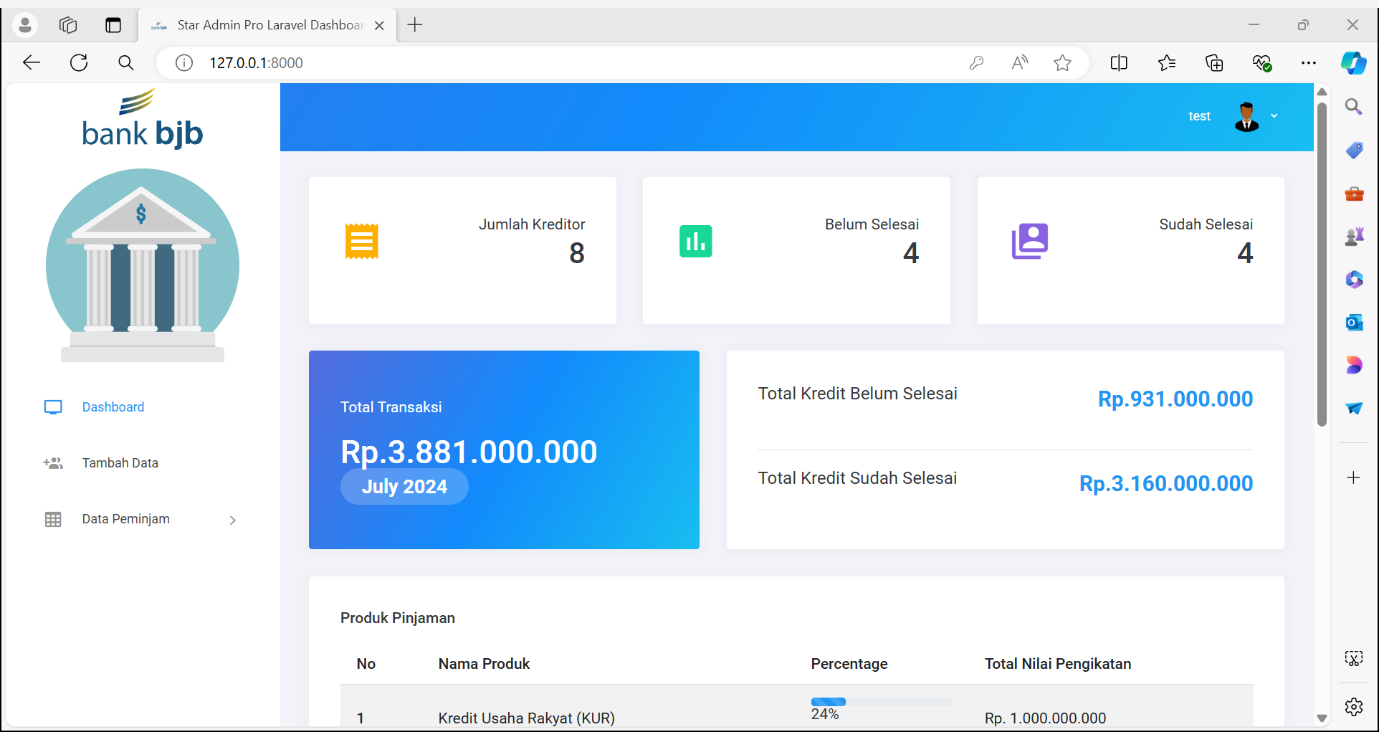 Star Admin Pro Laravel Dashboar
127.0.0.1:8000
bank bjb
test
$
Jumlah Kreditor
8
Belum Selesai
4
Sudah Selesai
4
Dashboard
Tambah Data
Data Peminjam
Total Transaksi
Rp.3.881.000.000
July 2024
Total Kredit Belum Selesai
Rp.931.000.000
Total Kredit Sudah Selesai
Rp.3.160.000.000
Produk Pinjaman
No Nama Produk Percentage Total Nilai Pengikatan
1 Kredit Usaha Rakyat (KUR) 24% Rp. 1.000.000.000